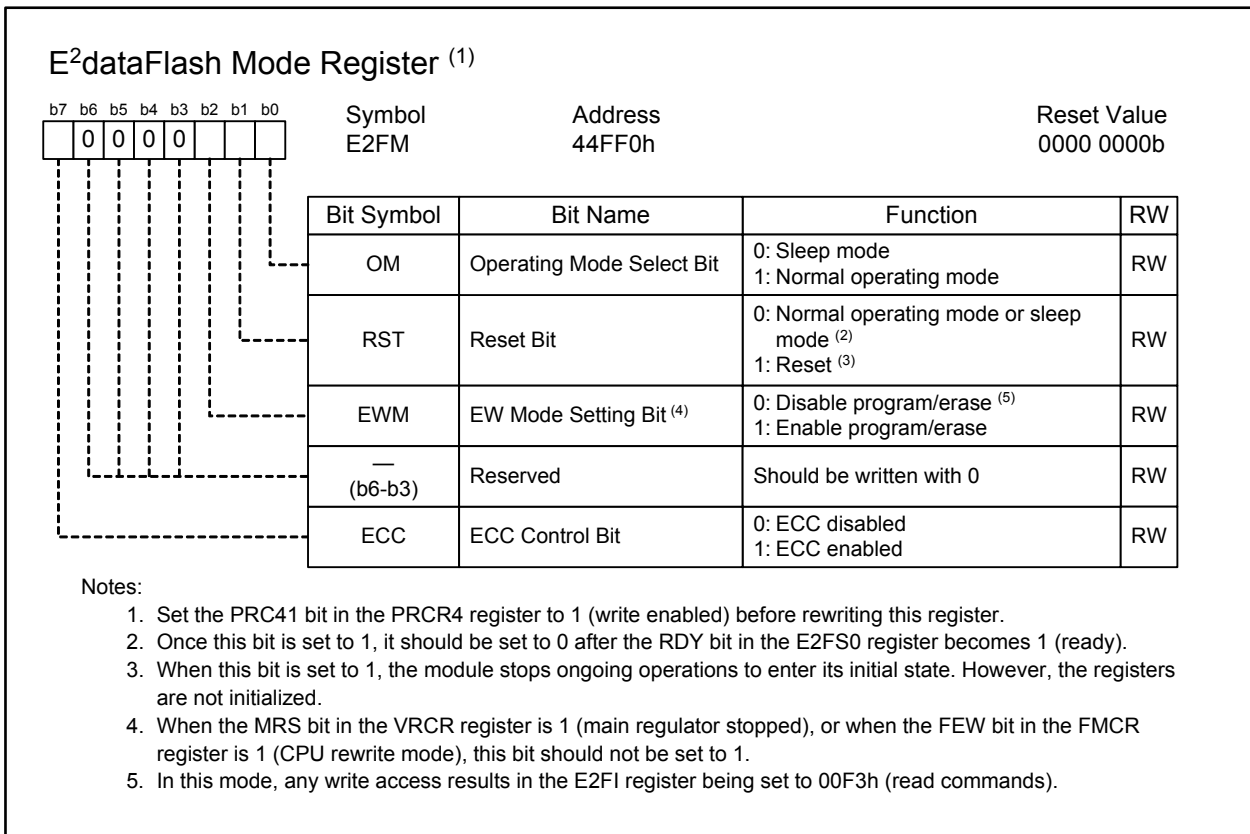 E²dataFlash Mode Register (1)
b7 b6 b5 b4 b3 b2 b1 b0
0 0 0 0
Symbol Address Reset Value
E2FM 44FF0h 0000 0000b
Bit Symbol Bit Name Function RW
OM Operating Mode Select Bit 0: Sleep mode
1: Normal operating mode RW
RST Reset Bit 0: Normal operating mode or sleep
mode (2)
1: Reset (3) RW
EWM EW Mode Setting Bit (4) 0: Disable program/erase (5)
1: Enable program/erase RW
—
(b6-b3) Reserved Should be written with 0 RW
ECC ECC Control Bit 0: ECC disabled
1: ECC enabled RW
Notes:
1. Set the PRC41 bit in the PRCR4 register to 1 (write enabled) before rewriting this register.
2. Once this bit is set to 1, it should be set to 0 after the RDY bit in the E2FS0 register becomes 1 (ready).
3. When this bit is set to 1, the module stops ongoing operations to enter its initial state. However, the registers
are not initialized.
4. When the MRS bit in the VRCR register is 1 (main regulator stopped), or when the FEW bit in the FMCR
register is 1 (CPU rewrite mode), this bit should not be set to 1.
5. In this mode, any write access results in the E2FI register being set to 00F3h (read commands).